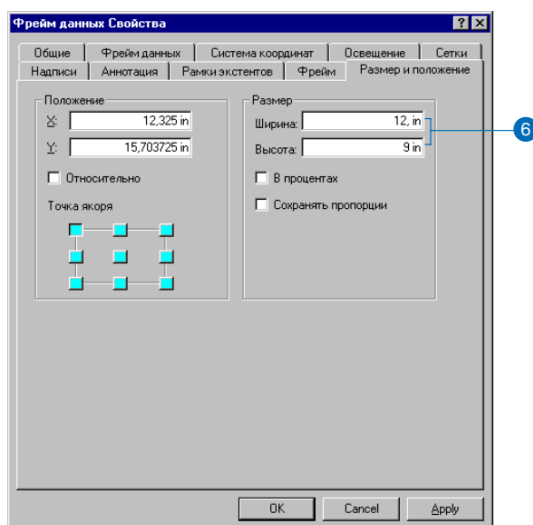 Фрейм данных Свойства
Общие Фрейм данных Система координат Освещение Сетки
Надписи Аннотация Рамки экстентов Фрейм Размер и положение
Положение
X: 12,325 in
Y: 15,703725 in
Относительно
Точка якоря
Размер
Ширина: 12, in
Высота: 9 in
В процентах
Сохранять пропорции
6
OK Cancel Apply